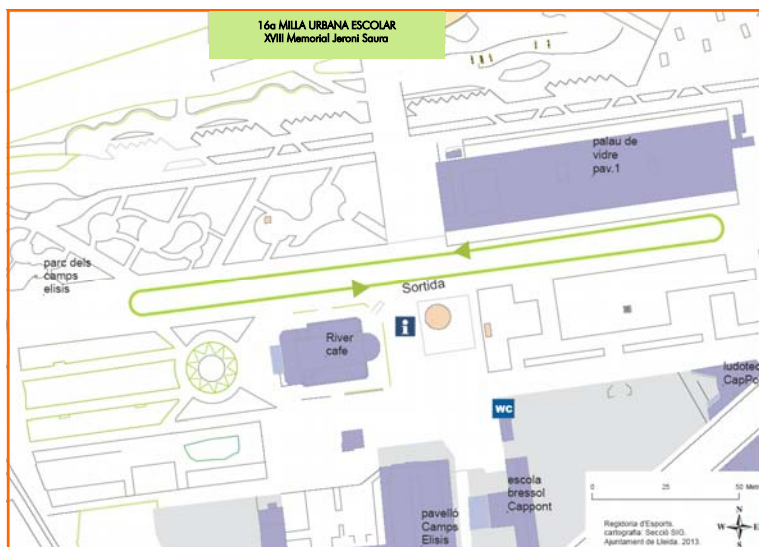 16a MILLA URBANA ESCOLAR
XVIII Memorial Jeroni Saura
palau de
vidre
pav.1
parc dels
camps
elisis
Sortida
River
cafe
i
WC
ludotec
CapPo
escola
bressol
Cappont
pavelló
Camps
Elisis
0 25 50 Metr
Regidoria d'Esports.
cartografia: Secció SIG.
Ajuntament de Lleida. 2013.
N
W E
S